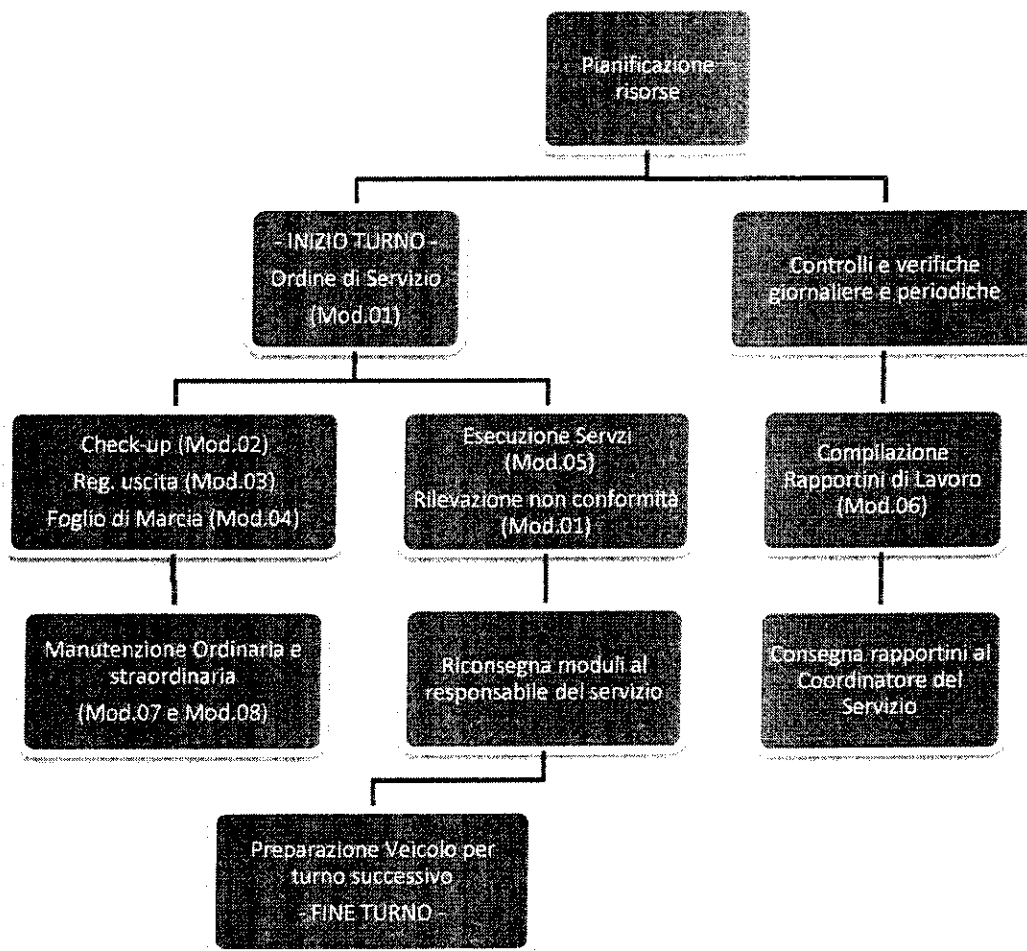 Pianificazione
risorse
- INIZIO TURNO -
Ordine di Servizio
(Mod.01)
Controlli e verifiche
giornaliere e periodiche
Check-up (Mod.02)
Reg. uscita (Mod.03)
Foglio di Marcia (Mod.04)
Esecuzione Servzi
(Mod.05)
Rilevazione non conformità
(Mod.01)
Compilazione
Rapportini di Lavoro
(Mod.06)
Manutenzione Ordinaria e
straordinaria
(Mod.07 e Mod.08)
Riconsegna moduli al
responsabile del servizio
Consegna rapportini al
Coordinatore del
Servizio
Preparazione Veicolo per
turno successivo
- FINE TURNO -